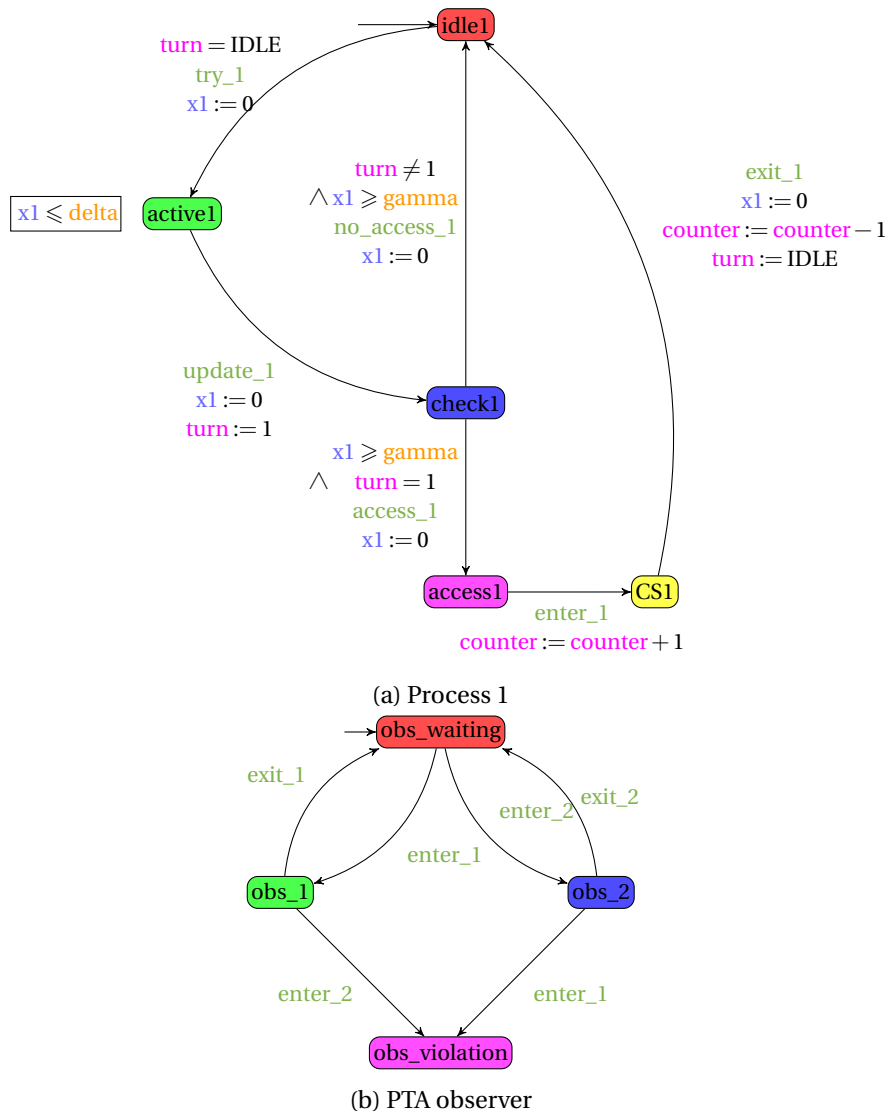 idle1
turn = IDLE
try_1
x1 := 0
turn ≠ 1
∧ x1 ⩾ gamma
no_access_1
x1 := 0
exit_1
x1 := 0
counter := counter − 1
turn := IDLE
x1 ⩽ delta
active1
update_1
x1 := 0
turn := 1
check1
x1 ⩾ gamma
∧ turn = 1
access_1
x1 := 0
access1
CS1
enter_1
counter := counter + 1
(a) Process 1
obs_waiting
exit_1
exit_2
enter_2
enter_1
obs_1
obs_2
enter_2
enter_1
obs_violation
(b) PTA observer